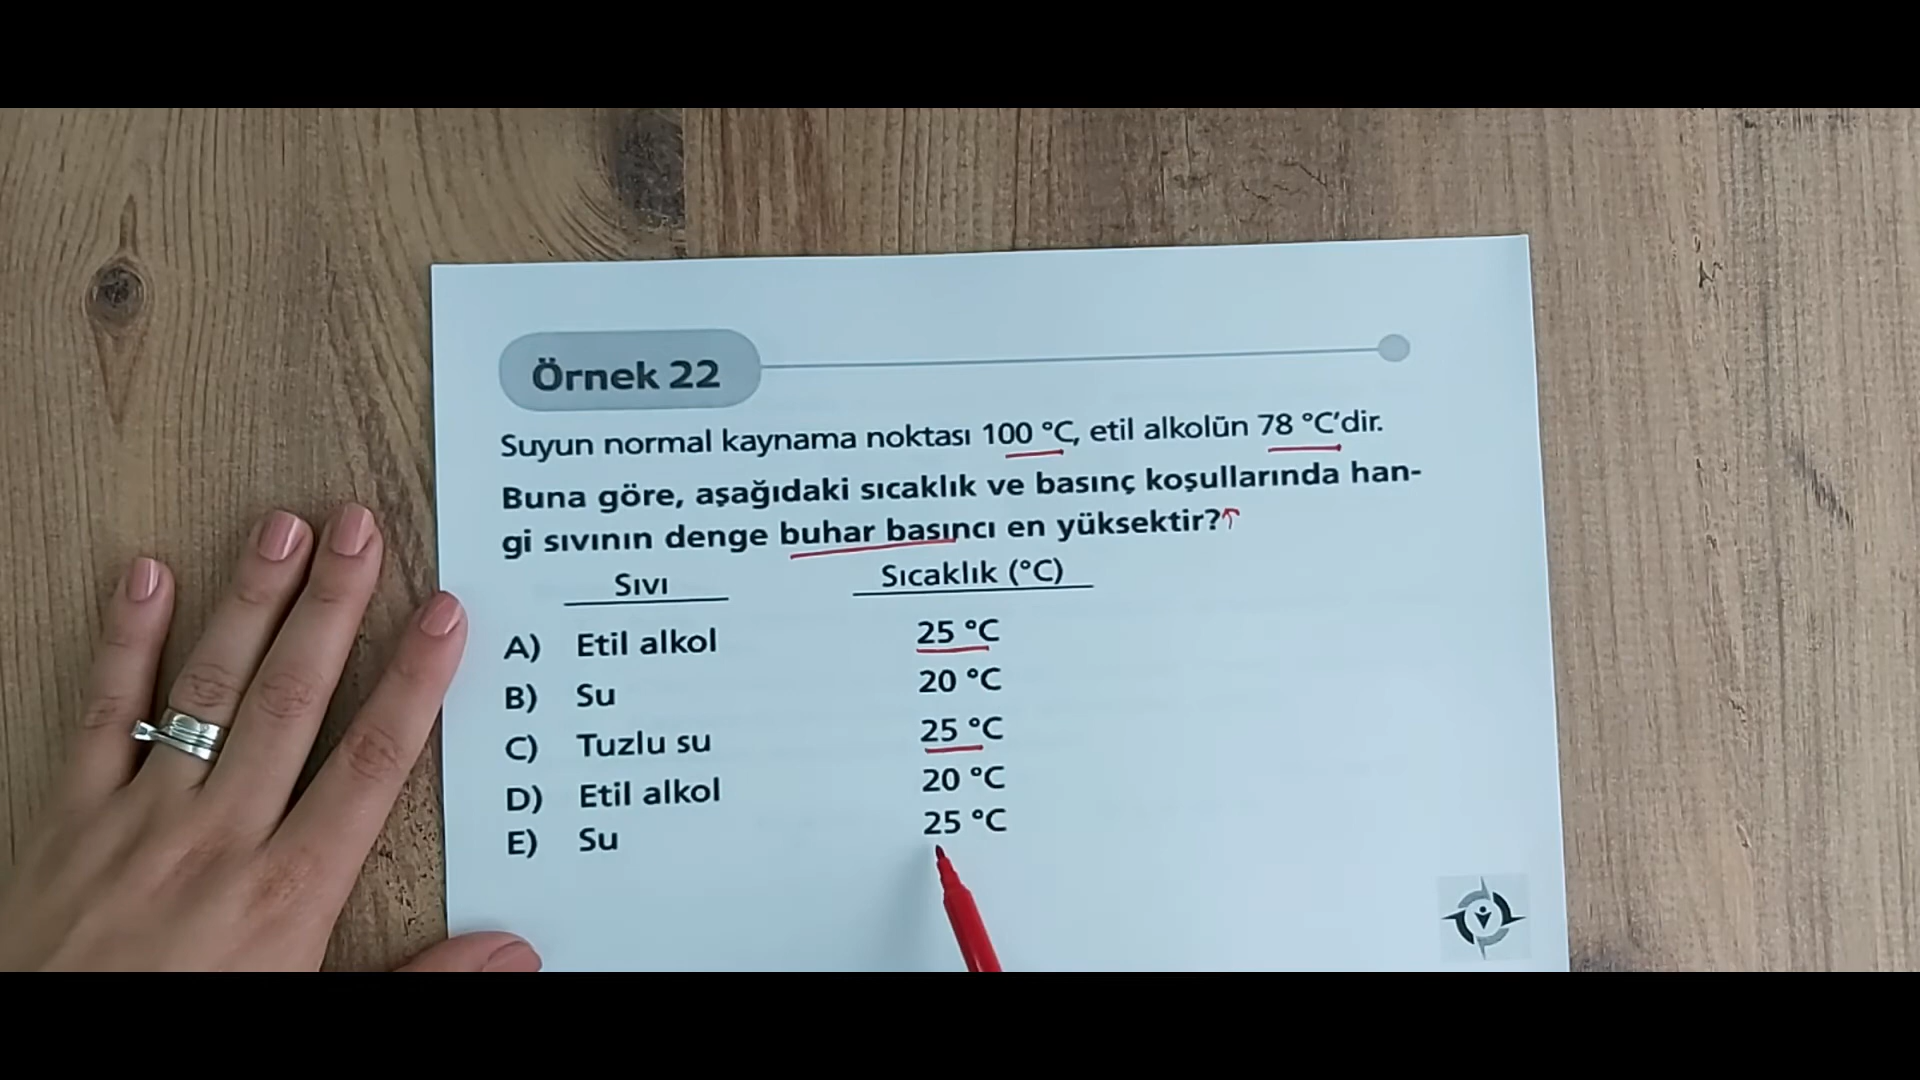 Örnek 22
Suyun normal kaynama noktası 100 °C, etil alkolün 78 °C'dir.
Buna göre, aşağıdaki sıcaklık ve basınç koşullarında han-
gi sıvının denge buhar basıncı en yüksektir?
Sıvı Sıcaklık (°C)
A) Etil alkol 25 °C
B) Su 20 °C
C) Tuzlu su 25 °C
D) Etil alkol 20 °C
E) Su 25 °C